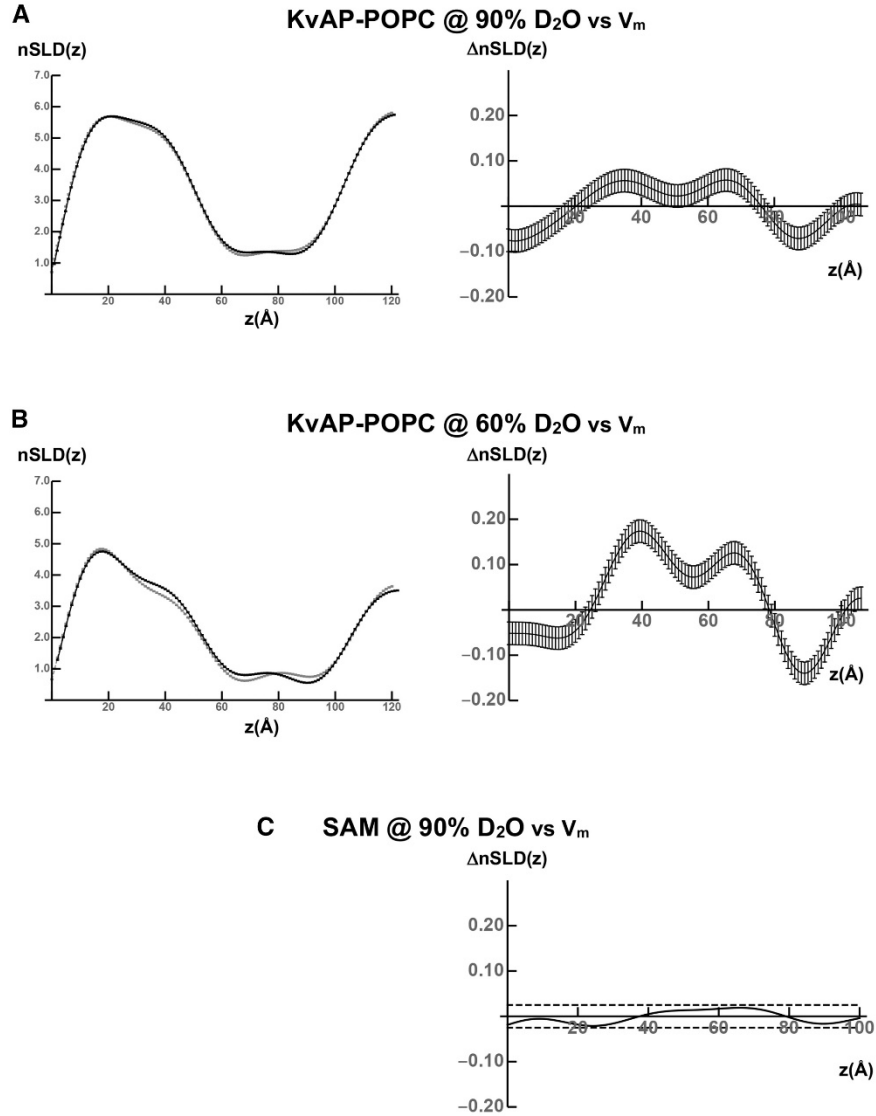 A
KvAP-POPC @ 90% D₂O vs Vₘ
nSLD(z)
7.0
6.0
5.0
4.0
3.0
2.0
1.0
20 40 60 80 100 120
z(Å)
ΔnSLD(z)
0.20
0.10
20 40 60 80
−0.10
−0.20
z(Å)
B
KvAP-POPC @ 60% D₂O vs Vₘ
nSLD(z)
7.0
6.0
5.0
4.0
3.0
2.0
1.0
20 40 60 80 100 120
z(Å)
ΔnSLD(z)
0.20
0.10
20 40 60 80
−0.10
−0.20
z(Å)
C SAM @ 90% D₂O vs Vₘ
ΔnSLD(z)
0.20
0.10
20 40 60 80 100
−0.10
−0.20
z(Å)